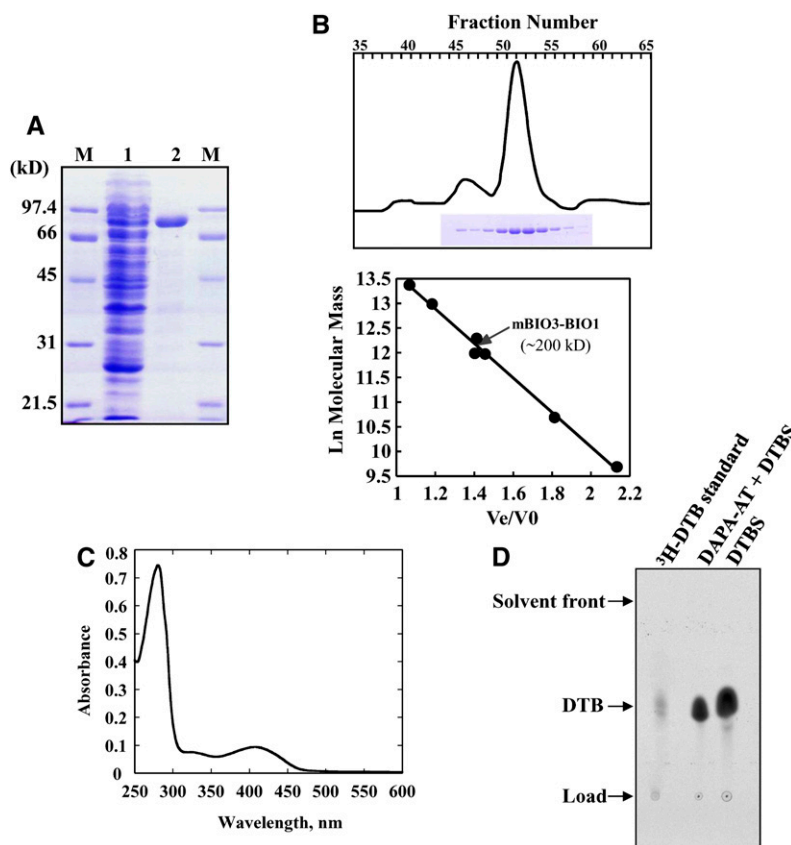 A
M 1 2 M
(kD)
97.4
66
45
31
21.5
B
Fraction Number
35 40 45 50 55 60 65
13.5
13
12.5
12
11.5
11
10.5
10
9.5
Ln Molecular Mass
mBIO3-BIO1
(~200 kD)
1 1.2 1.4 1.6 1.8 2 2.2
Ve/V0
C
0.8
0.7
0.6
0.5
0.4
0.3
0.2
0.1
0
Absorbance
250 300 350 400 450 500 550 600
Wavelength, nm
D
³H-DTB standard
DAPA-AT + DTBS
DTBS
Solvent front
DTB
Load